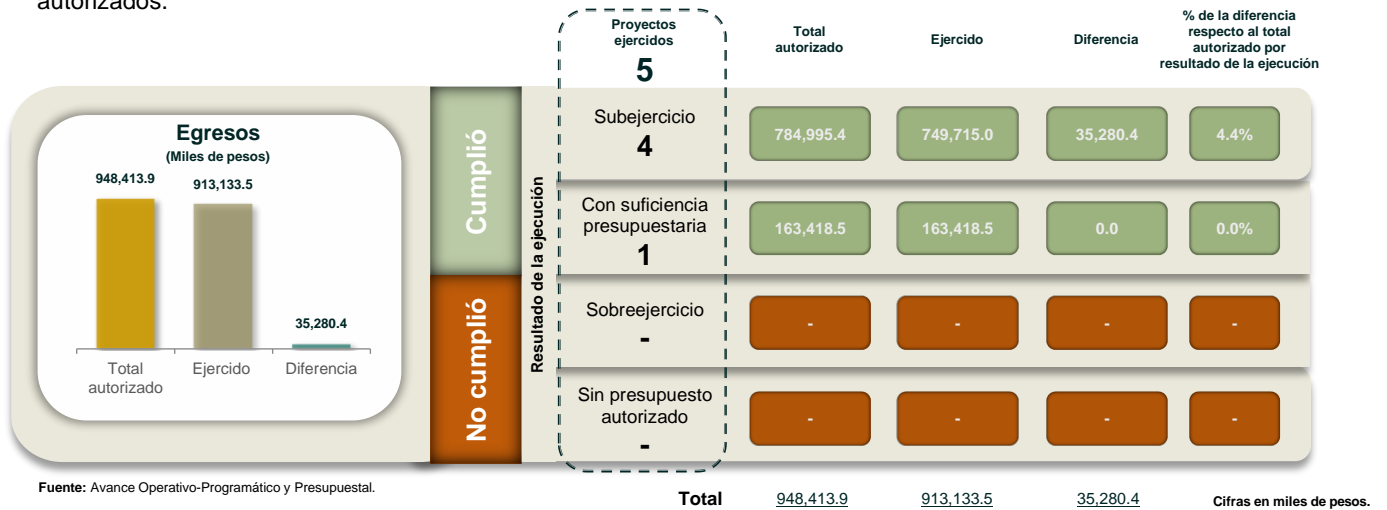 autorizados.
Proyectos
ejercidos
5
Total
autorizado
Ejercido
Diferencia
% de la diferencia
respecto al total
autorizado por
resultado de la ejecución
Egresos
(Miles de pesos)
948,413.9
913,133.5
35,280.4
Total
autorizado
Ejercido
Diferencia
Cumplió
No cumplió
Resultado de la ejecución
Subejercicio
4
784,995.4
749,715.0
35,280.4
4.4%
Con suficiencia
presupuestaria
1
163,418.5
163,418.5
0.0
0.0%
Sobreejercicio
-
-
-
-
-
Sin presupuesto
autorizado
-
-
-
-
-
Fuente: Avance Operativo-Programático y Presupuestal.
Total
948,413.9
913,133.5
35,280.4
Cifras en miles de pesos.